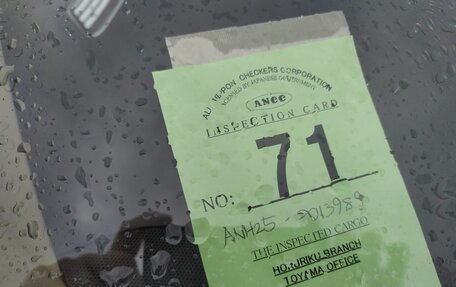 ALL NIPPON CHECKERS CORPORATION
LICENSED BY JAPANESE GOVERNMENT
ANCC
INSPECTION CARD
NO: 71
ANH25 - 8013989
THE INSPECTED CARGO
HOKURIKU BRANCH
TOYAMA OFFICE